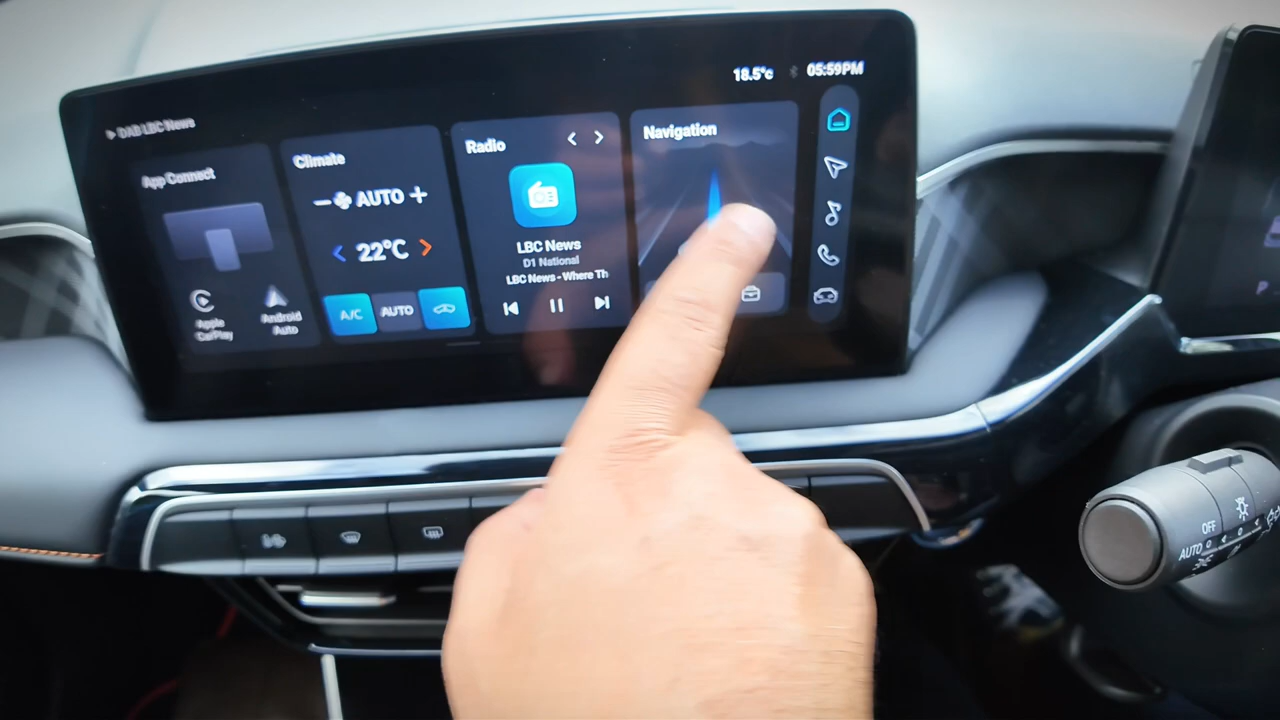 18.5°c 05:59PM
DAB LBC News
App Connect
Apple CarPlay
Android Auto
Climate
AUTO
22°C
A/C AUTO
Radio
LBC News
D1 National
LBC News - Where Th
Navigation
P
OFF
AUTO